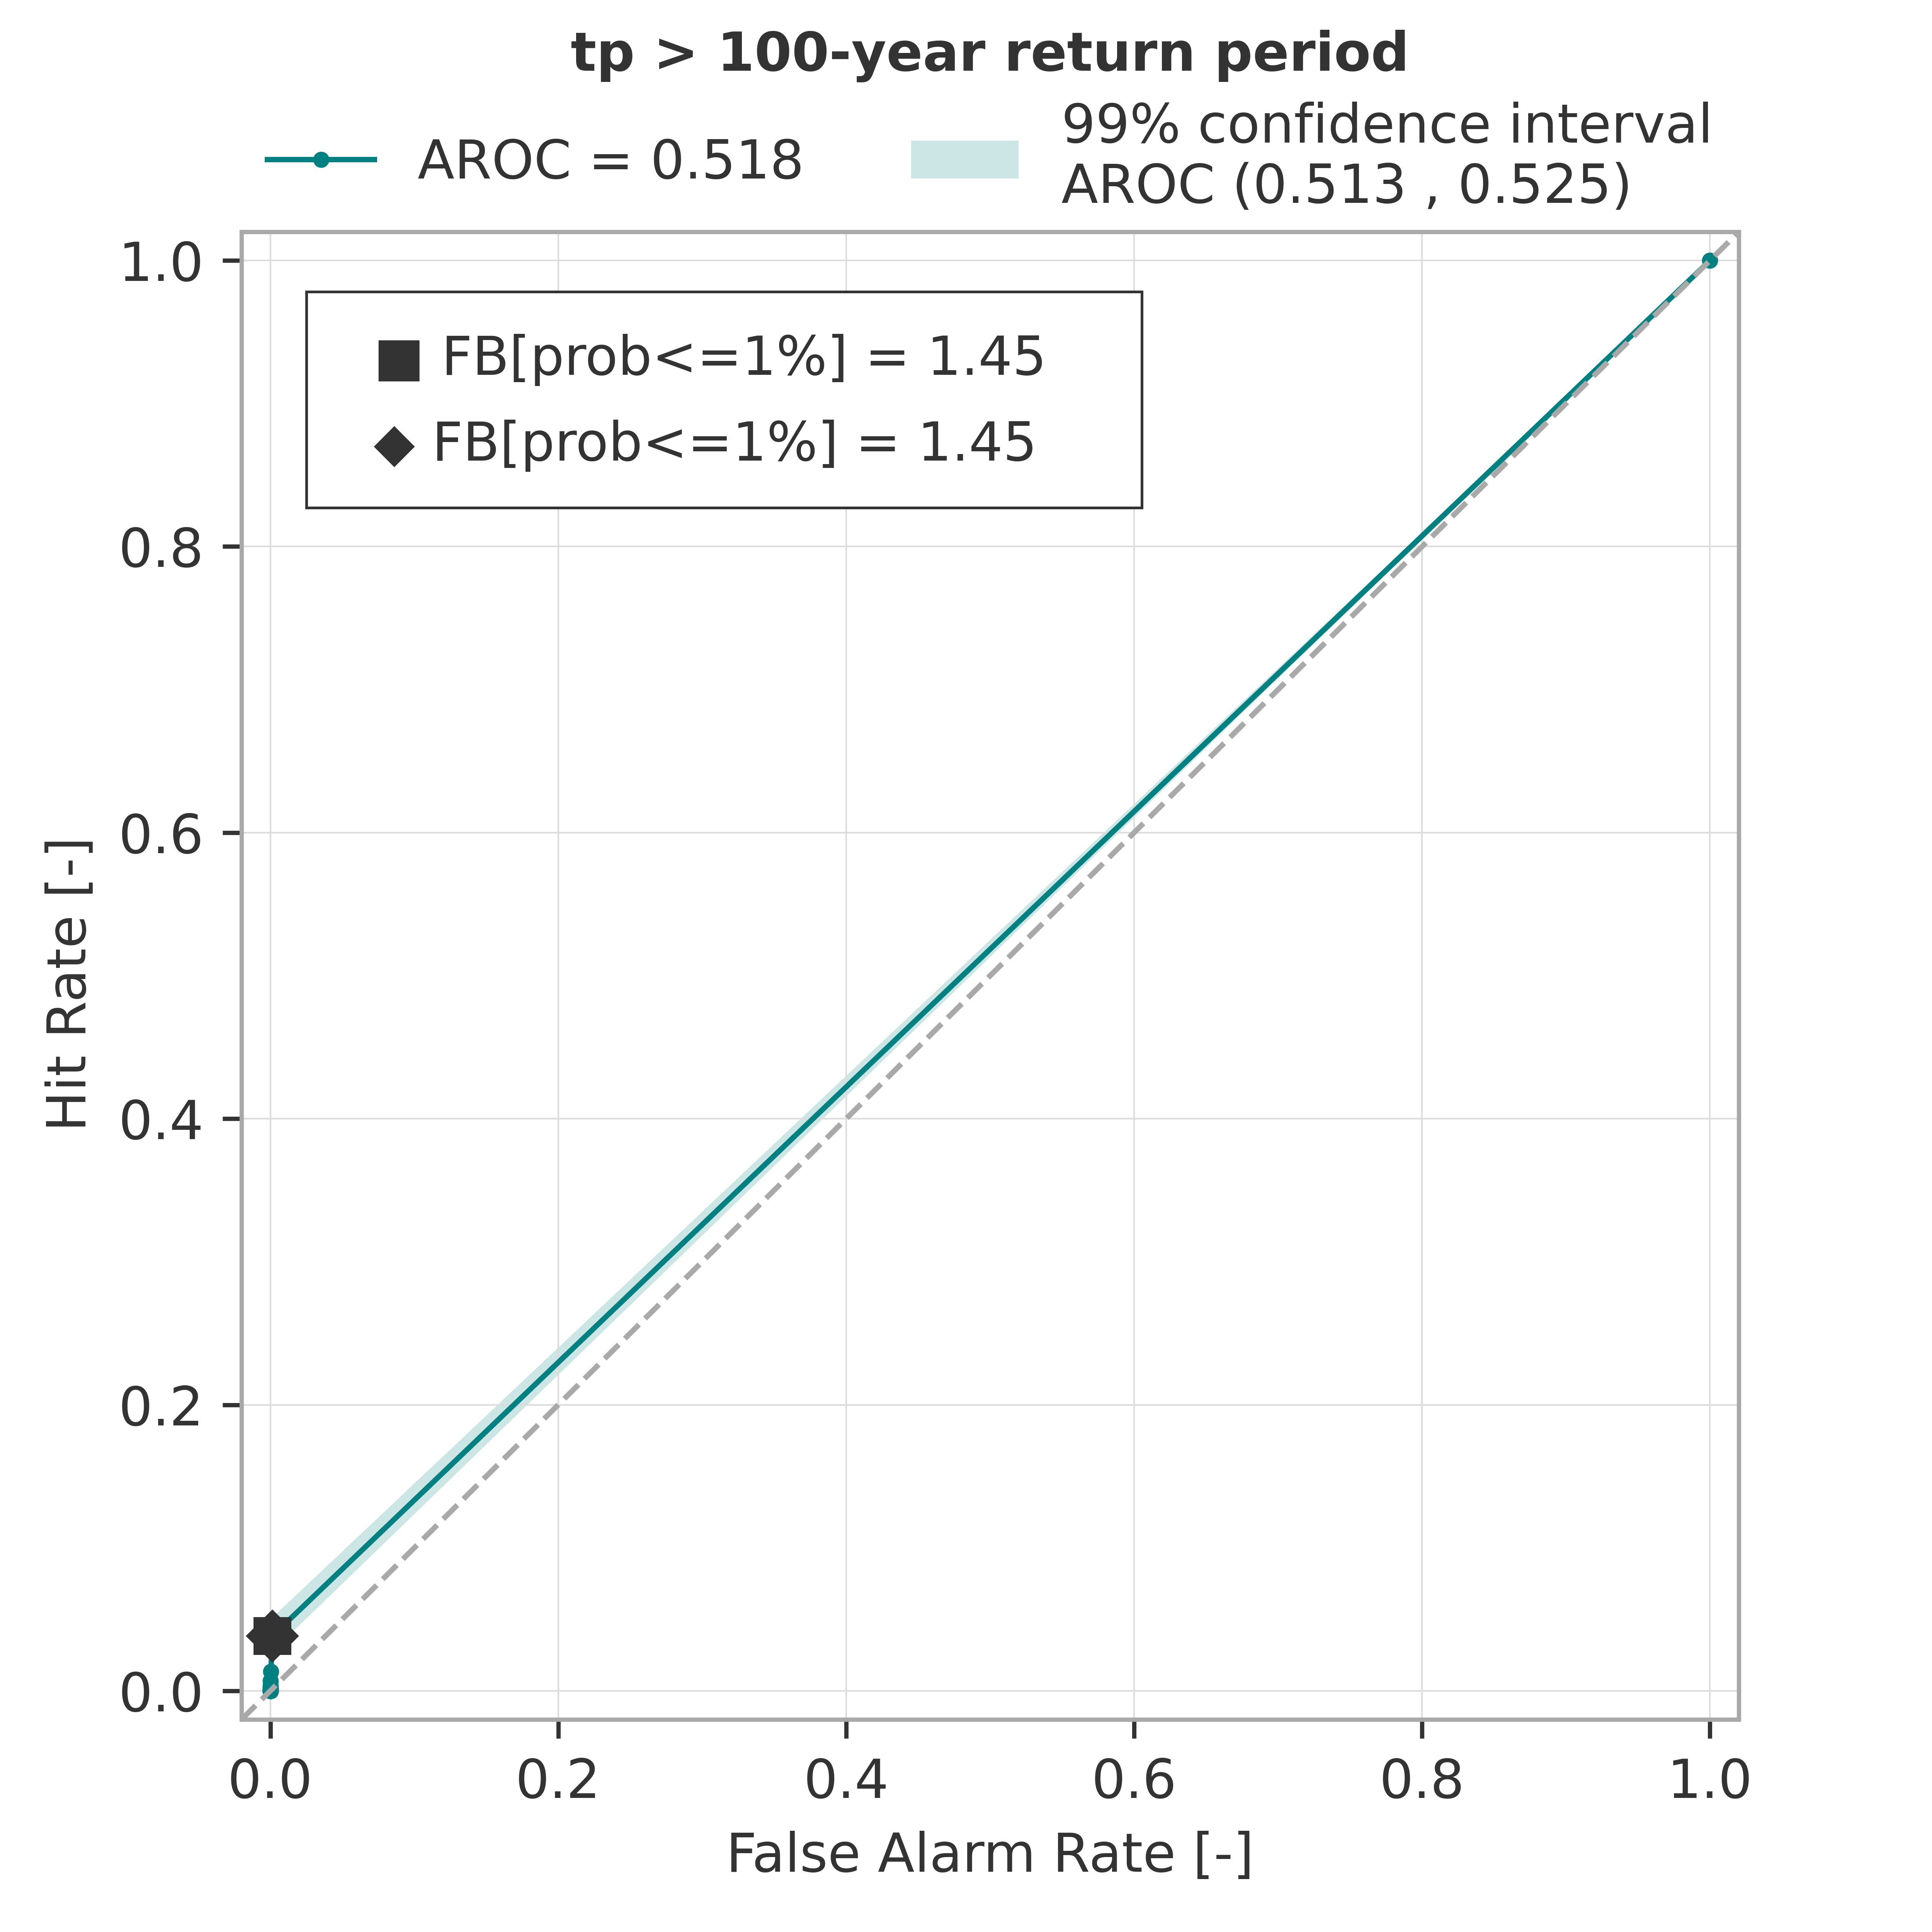 tp > 100-year return period
AROC = 0.518
99% confidence interval
AROC (0.513 , 0.525)
FB[prob<=1%] = 1.45
FB[prob<=1%] = 1.45
1.0
0.8
0.6
0.4
0.2
0.0
Hit Rate [-]
0.0 0.2 0.4 0.6 0.8 1.0
False Alarm Rate [-]